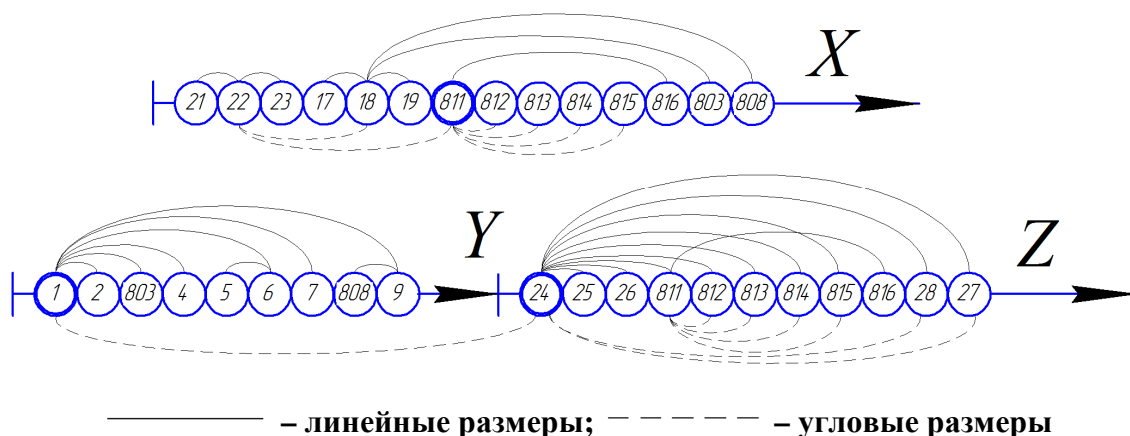 X
21 22 23 17 18 19 811 812 813 814 815 816 803 808
Y Z
1 2 803 4 5 6 7 808 9 24 25 26 811 812 813 814 815 816 28 27
– линейные размеры; – угловые размеры